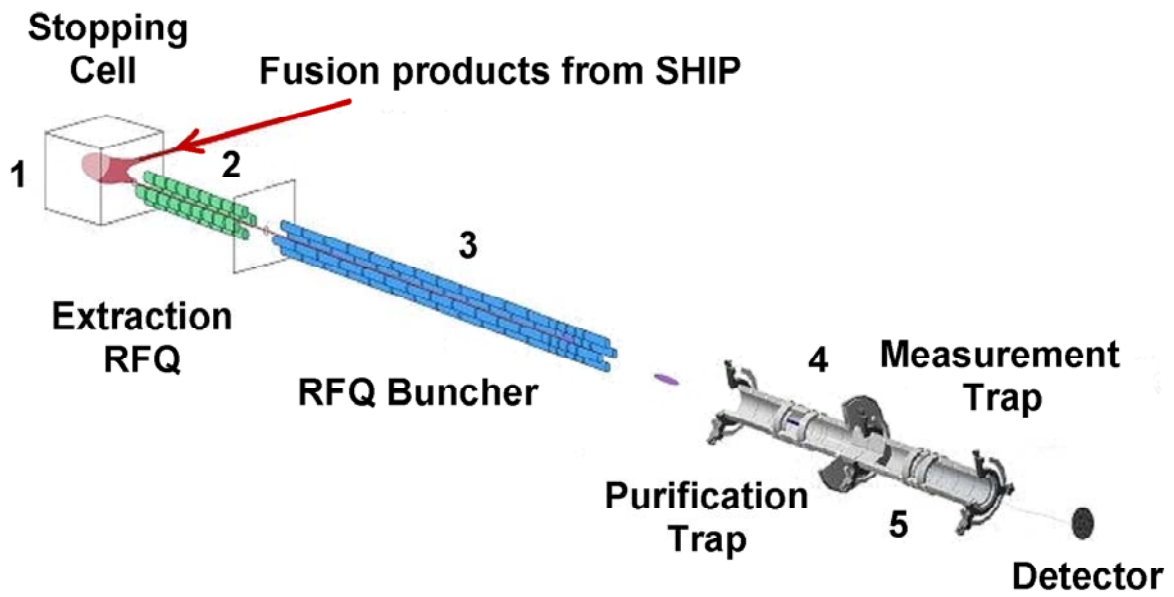 Stopping
Cell
Fusion products from SHIP
1
2
3
Extraction
RFQ
RFQ Buncher
4
Measurement
Trap
Purification
Trap
5
Detector